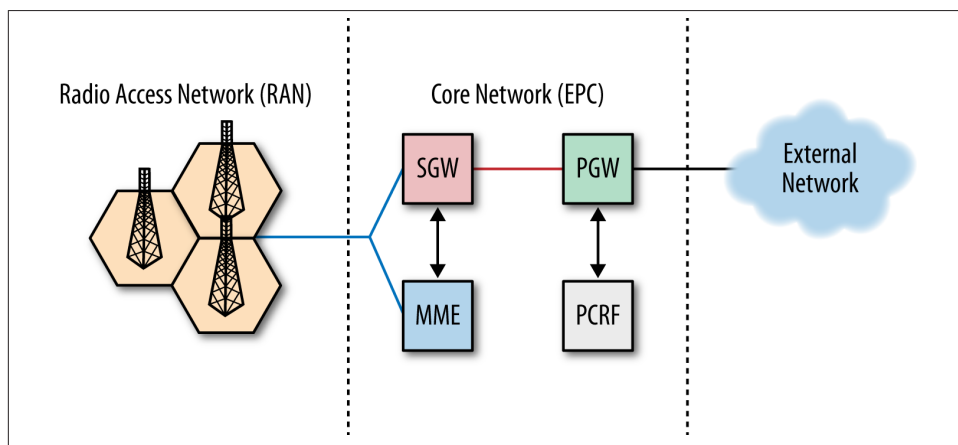 Radio Access Network (RAN)
Core Network (EPC)
SGW
PGW
External
Network
MME
PCRF